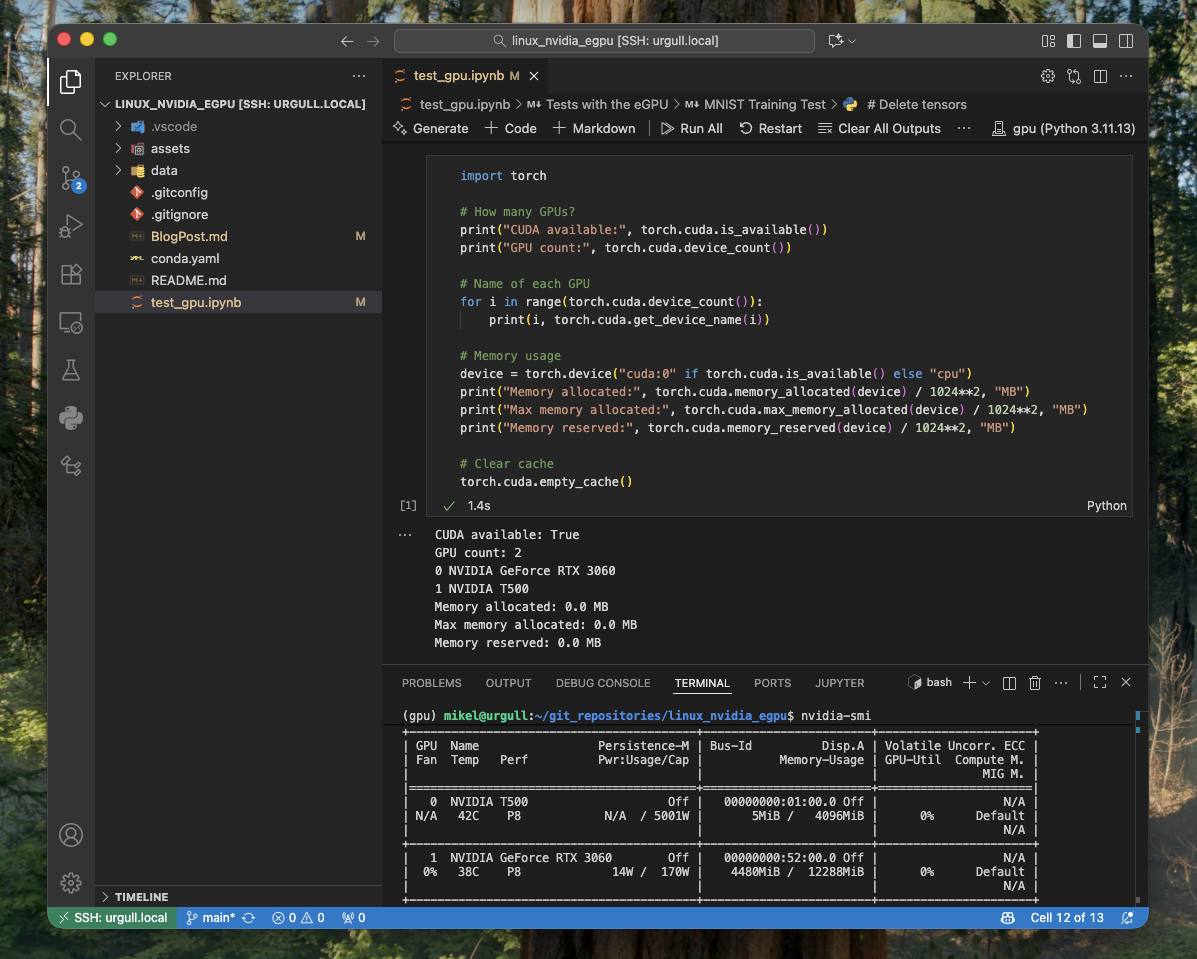 linux_nvidia_egpu [SSH: urgull.local]
EXPLORER
LINUX_NVIDIA_EGPU [SSH: URGULL.LOCAL]
.vscode
assets
data
.gitconfig
.gitignore
BlogPost.md M
conda.yaml
README.md
test_gpu.ipynb M
2
TIMELINE
test_gpu.ipynb M
test_gpu.ipynb > M↓ Tests with the eGPU > M↓ MNIST Training Test > # Delete tensors
Generate + Code + Markdown Run All Restart Clear All Outputs ... gpu (Python 3.11.13)
import torch
# How many GPUs?
print("CUDA available:", torch.cuda.is_available())
print("GPU count:", torch.cuda.device_count())
# Name of each GPU
for i in range(torch.cuda.device_count()):
    print(i, torch.cuda.get_device_name(i))
# Memory usage
device = torch.device("cuda:0" if torch.cuda.is_available() else "cpu")
print("Memory allocated:", torch.cuda.memory_allocated(device) / 1024**2, "MB")
print("Max memory allocated:", torch.cuda.max_memory_allocated(device) / 1024**2, "MB")
print("Memory reserved:", torch.cuda.memory_reserved(device) / 1024**2, "MB")
# Clear cache
torch.cuda.empty_cache()
[1] ✓ 1.4s Python
CUDA available: True
GPU count: 2
0 NVIDIA GeForce RTX 3060
1 NVIDIA T500
Memory allocated: 0.0 MB
Max memory allocated: 0.0 MB
Memory reserved: 0.0 MB
PROBLEMS OUTPUT DEBUG CONSOLE TERMINAL PORTS JUPYTER bash
(gpu) mikel@urgull:~/git_repositories/linux_nvidia_egpu$ nvidia-smi
| GPU  Name                 Persistence-M | Bus-Id          Disp.A | Volatile Uncorr. ECC |
| Fan  Temp   Perf          Pwr:Usage/Cap |           Memory-Usage | GPU-Util  Compute M. |
|                                         |                        |               MIG M. |
|   0  NVIDIA T500                    Off |   00000000:01:00.0 Off |                  N/A |
| N/A   42C    P8             N/A  / 5001W |       5MiB /   4096MiB |      0%      Default |
|                                         |                        |                  N/A |
|   1  NVIDIA GeForce RTX 3060        Off |   00000000:52:00.0 Off |                  N/A |
|  0%   38C    P8              14W /  170W |    4480MiB /  12288MiB |      0%      Default |
|                                         |                        |                  N/A |
SSH: urgull.local main* 0 0 0 Cell 12 of 13